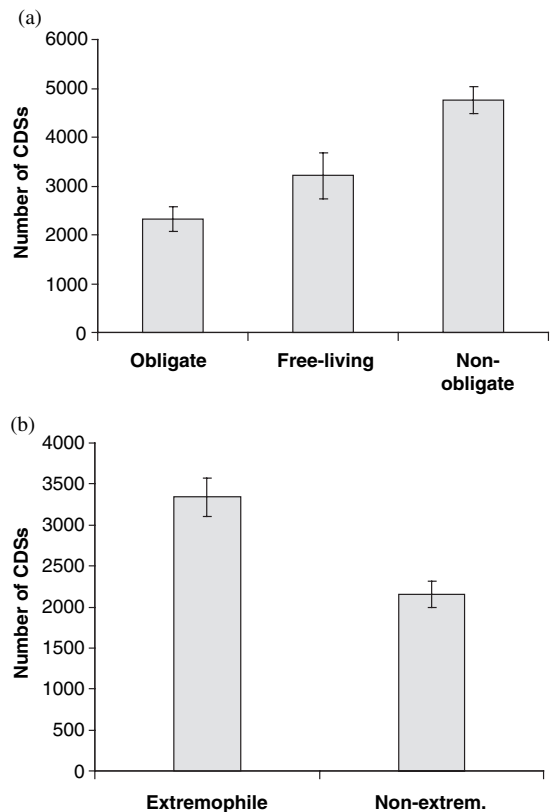 (a)
6000
5000
4000
3000
2000
1000
0
Number of CDSs
Obligate
Free-living
Non-
obligate
(b)
4000
3500
3000
2500
2000
1500
1000
500
0
Number of CDSs
Extremophile
Non-extrem.